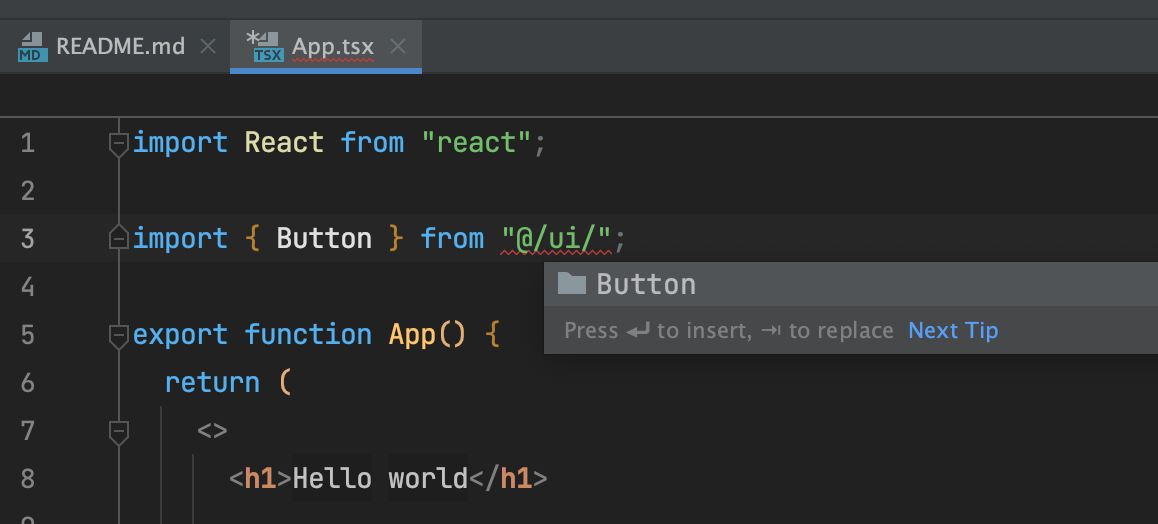 README.md App.tsx
MD * TSX
1 import React from "react";
2
3 import { Button } from "@/ui/";
4 Button
Press ↵ to insert, ⇥ to replace Next Tip
5 export function App() {
6 return (
7 <>
8 <h1>Hello world</h1>
9